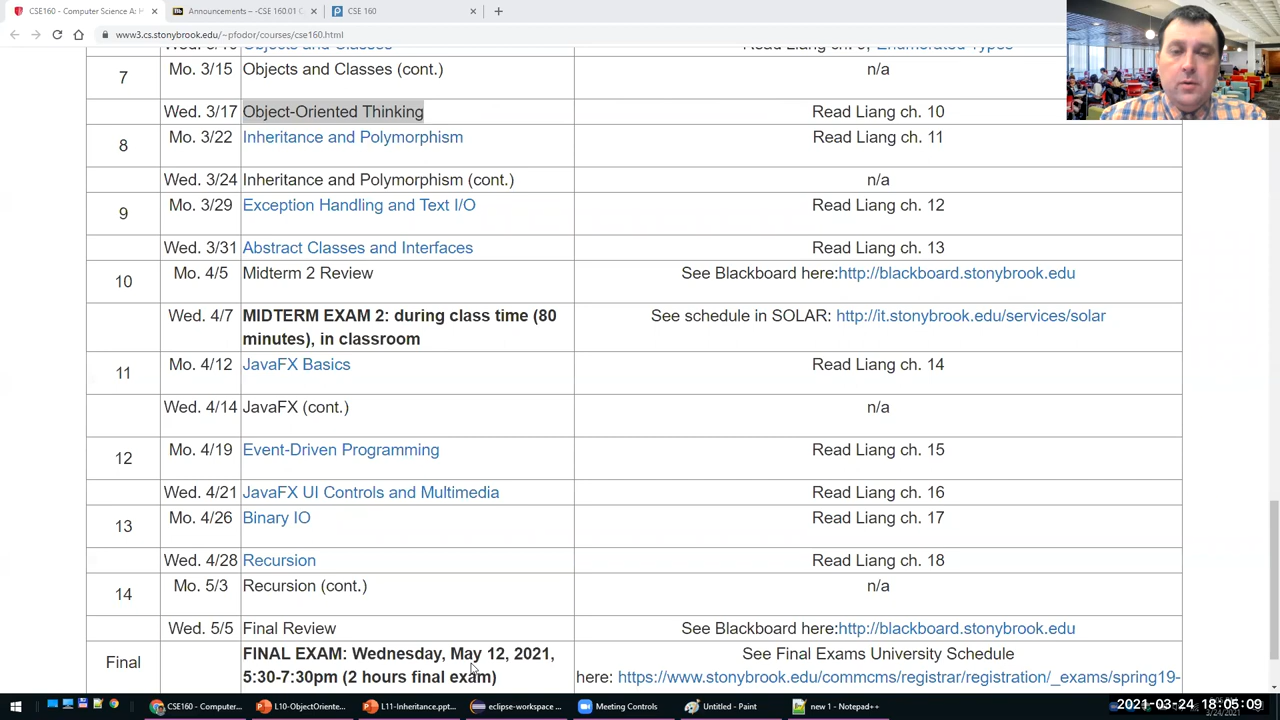 CSE160 - Computer Science A: H
Announcements – -CSE 160.01 C
CSE 160
www3.cs.stonybrook.edu/~pfodor/courses/cse160.html
Objects and Classes
7 Mo. 3/15 Objects and Classes (cont.) n/a
Wed. 3/17 Object-Oriented Thinking Read Liang ch. 10
8 Mo. 3/22 Inheritance and Polymorphism Read Liang ch. 11
Wed. 3/24 Inheritance and Polymorphism (cont.) n/a
9 Mo. 3/29 Exception Handling and Text I/O Read Liang ch. 12
Wed. 3/31 Abstract Classes and Interfaces Read Liang ch. 13
10 Mo. 4/5 Midterm 2 Review See Blackboard here:http://blackboard.stonybrook.edu
Wed. 4/7 MIDTERM EXAM 2: during class time (80 See schedule in SOLAR: http://it.stonybrook.edu/services/solar
minutes), in classroom
11 Mo. 4/12 JavaFX Basics Read Liang ch. 14
Wed. 4/14 JavaFX (cont.) n/a
12 Mo. 4/19 Event-Driven Programming Read Liang ch. 15
Wed. 4/21 JavaFX UI Controls and Multimedia Read Liang ch. 16
13 Mo. 4/26 Binary IO Read Liang ch. 17
Wed. 4/28 Recursion Read Liang ch. 18
14 Mo. 5/3 Recursion (cont.) n/a
Wed. 5/5 Final Review See Blackboard here:http://blackboard.stonybrook.edu
Final FINAL EXAM: Wednesday, May 12, 2021, See Final Exams University Schedule
5:30-7:30pm (2 hours final exam) here: https://www.stonybrook.edu/commcms/registrar/registration/_exams/spring19-
CSE160 - Computer... L10-ObjectOriente... L11-Inheritance.ppt... eclipse-workspace ... Meeting Controls Untitled - Paint new 1 - Notepad++ 2021-03-24 18:05:09